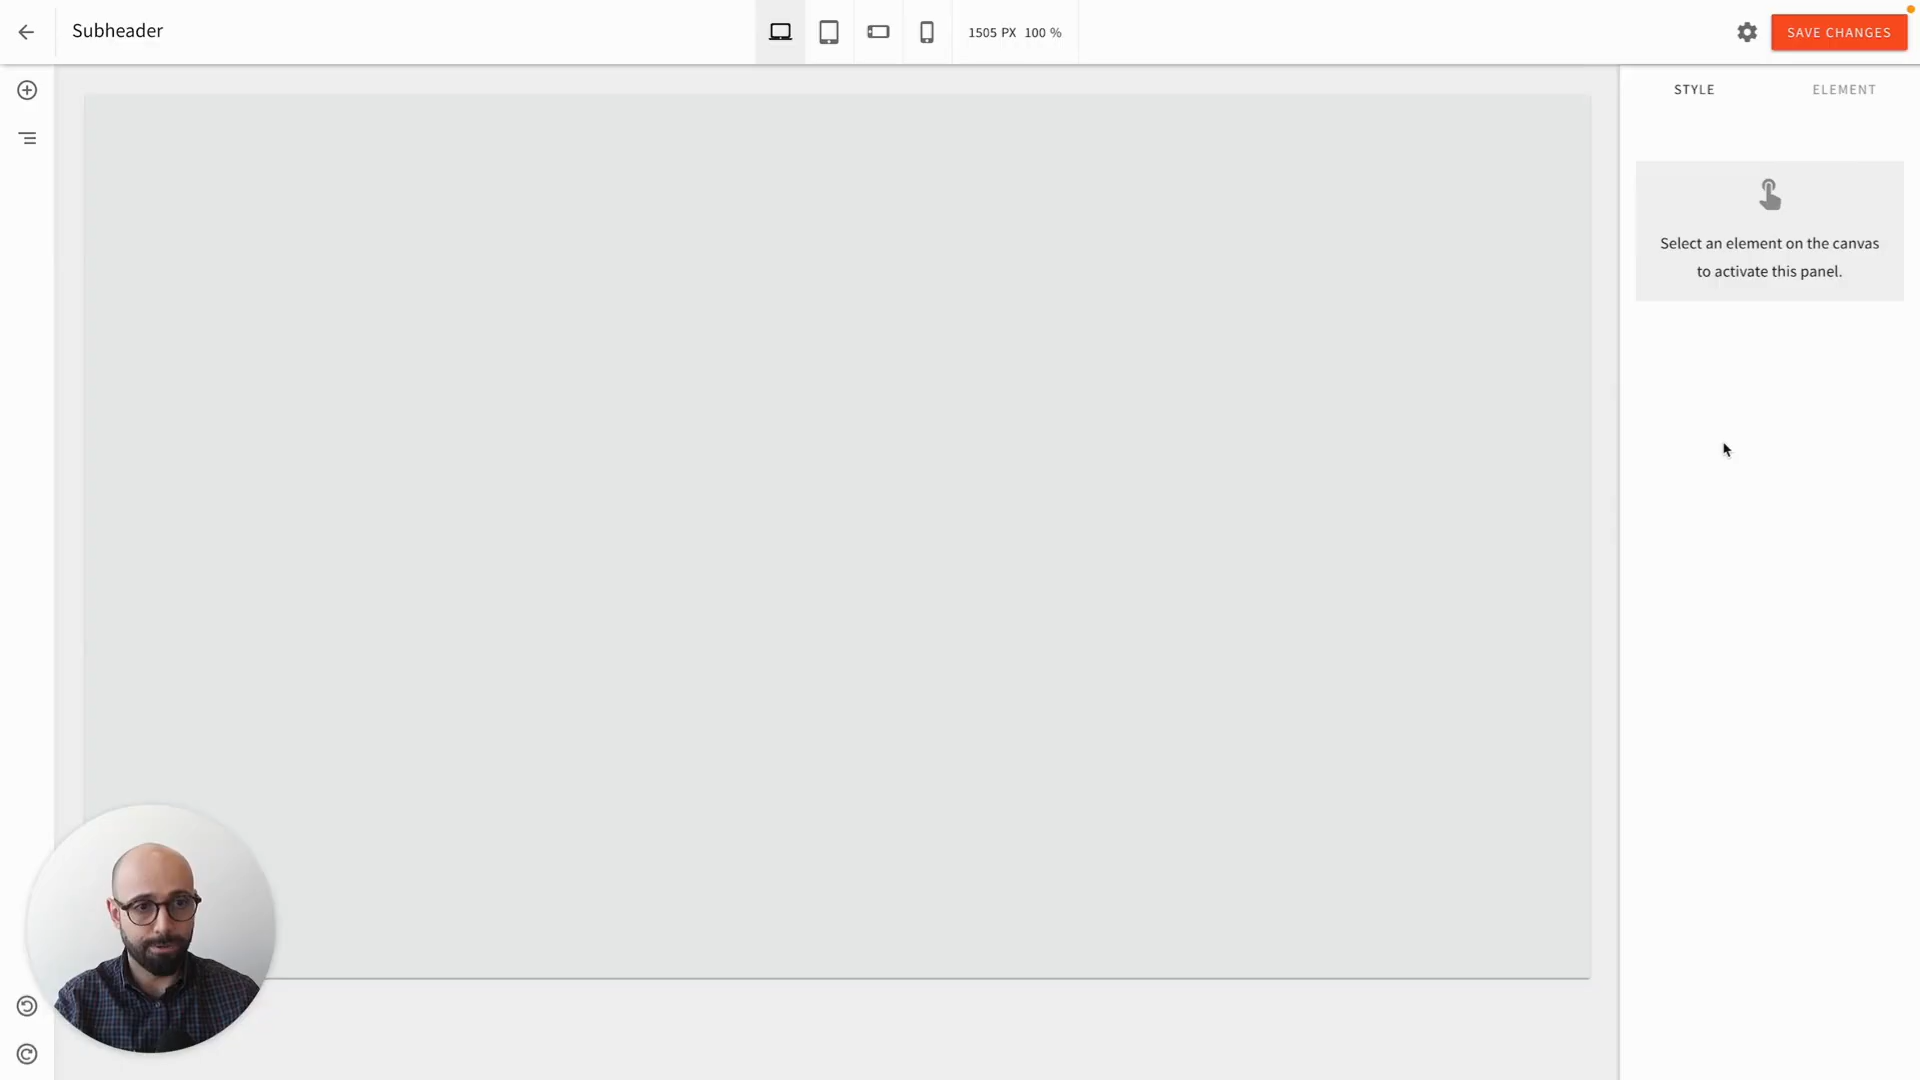 Subheader
1505 PX 100 %
SAVE CHANGES
STYLE
ELEMENT
Select an element on the canvas
to activate this panel.